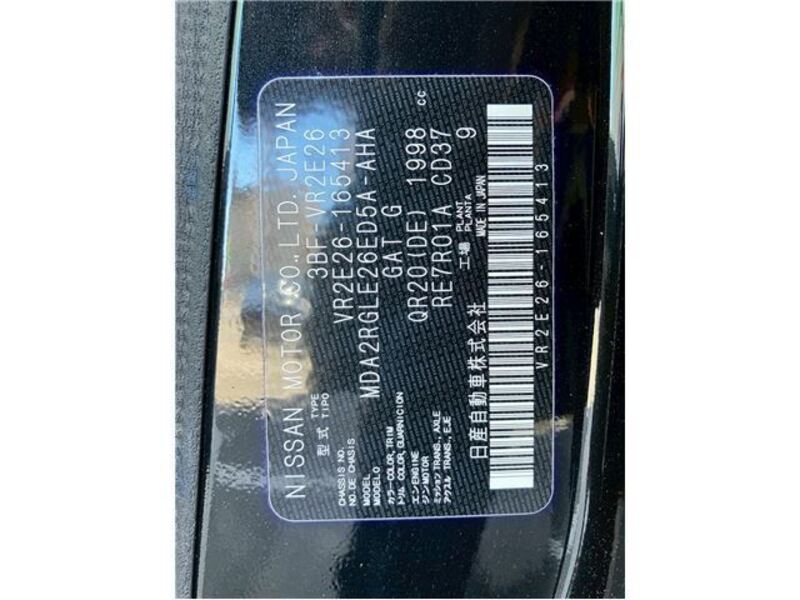 NISSAN MOTOR CO., LTD. JAPAN
型式 TYPE TIPO 3BF-VR2E26
CHASSIS NO. NO. DE CHASIS VR2E26-165413
MODEL MODELO MDA2RGLE26ED5A-AHA
カラー COLOR, TRIM トリム COLOR, GUARNICION GAT G
エンジン ENGINE MOTOR QR20(DE) 1998 cc
ミッション TRANS., AXLE アクスル TRANS., EJE RE7R01A CD37
工場 PLANT PLANTA 9
日産自動車株式会社 MADE IN JAPAN
VR2E26-165413